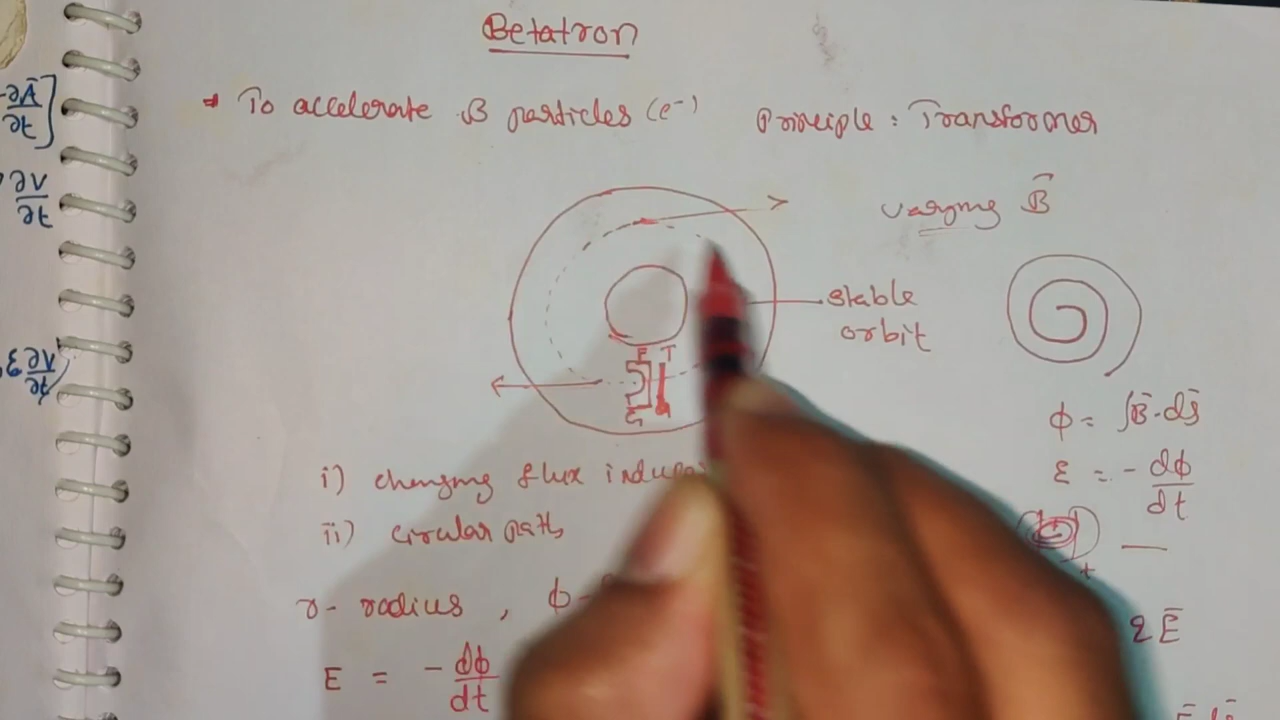 Betatron
To accelerate β particles (e⁻) Principle : Transformer
varying B⃗
stable
orbit
F T
G
ϕ = ∫B⃗·ds⃗
ε = - dϕ/dt
i) changing flux
ii) circular path
r - radius , ϕ -
qE⃗
E = - dϕ/dt